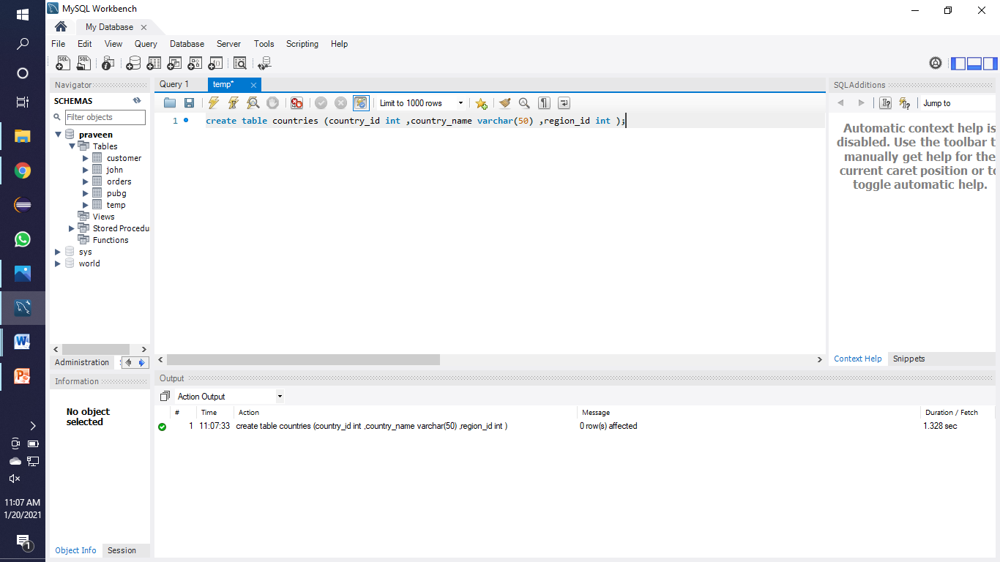 MySQL Workbench
My Database
File Edit View Query Database Server Tools Scripting Help
Navigator
SCHEMAS
Filter objects
praveen
Tables
customer
john
orders
pubg
temp
Views
Stored Procedu
Functions
sys
world
Administration
Information
No object
selected
Object Info Session
Query 1 temp*
Limit to 1000 rows
1 create table countries (country_id int ,country_name varchar(50) ,region_id int );
SQLAdditions
Jump to
Automatic context help is
disabled. Use the toolbar t
manually get help for the
current caret position or to
toggle automatic help.
Context Help Snippets
Output
Action Output
# Time Action Message Duration / Fetch
1 11:07:33 create table countries (country_id int ,country_name varchar(50) ,region_id int ) 0 row(s) affected 1.328 sec
11:07 AM
1/20/2021
1